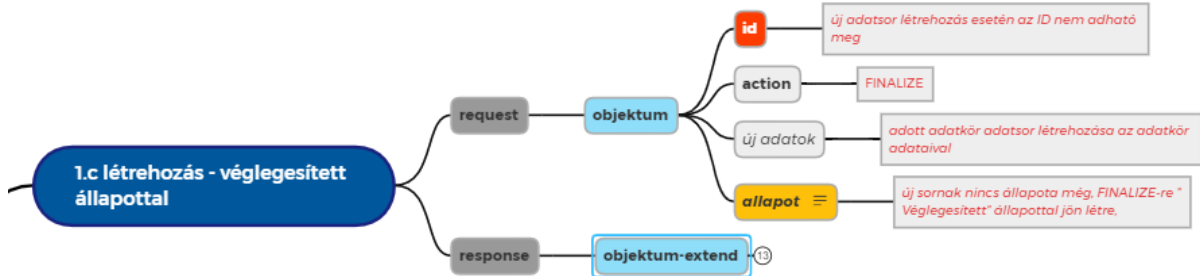 1.c létrehozás - véglegesített
állapottal
request
objektum
id
új adatsor létrehozás esetén az ID nem adható
meg
action
FINALIZE
új adatok
adott adatkör adatsor létrehozása az adatkör
adataival
allapot
új sornak nincs állapota még, FINALIZE-re "
Véglegesített" állapottal jön létre,
response
objektum-extend
13